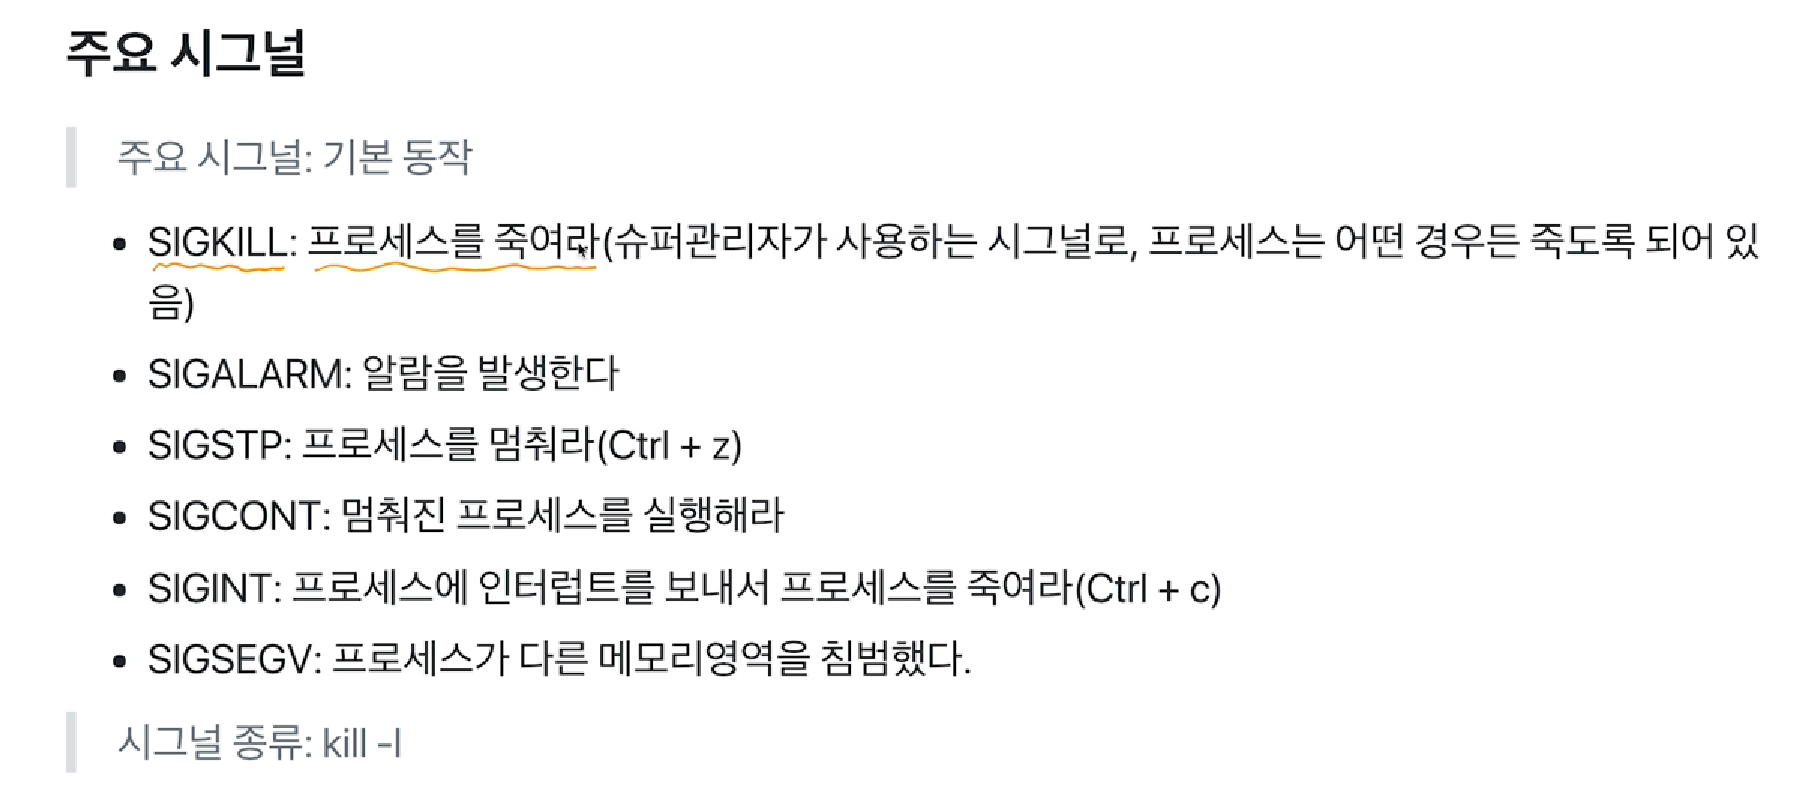 주요 시그널
주요 시그널: 기본 동작
SIGKILL: 프로세스를 죽여라(슈퍼관리자가 사용하는 시그널로, 프로세스는 어떤 경우든 죽도록 되어 있
음)
SIGALARM: 알람을 발생한다
SIGSTP: 프로세스를 멈춰라(Ctrl + z)
SIGCONT: 멈춰진 프로세스를 실행해라
SIGINT: 프로세스에 인터럽트를 보내서 프로세스를 죽여라(Ctrl + c)
SIGSEGV: 프로세스가 다른 메모리영역을 침범했다.
시그널 종류: kill -l